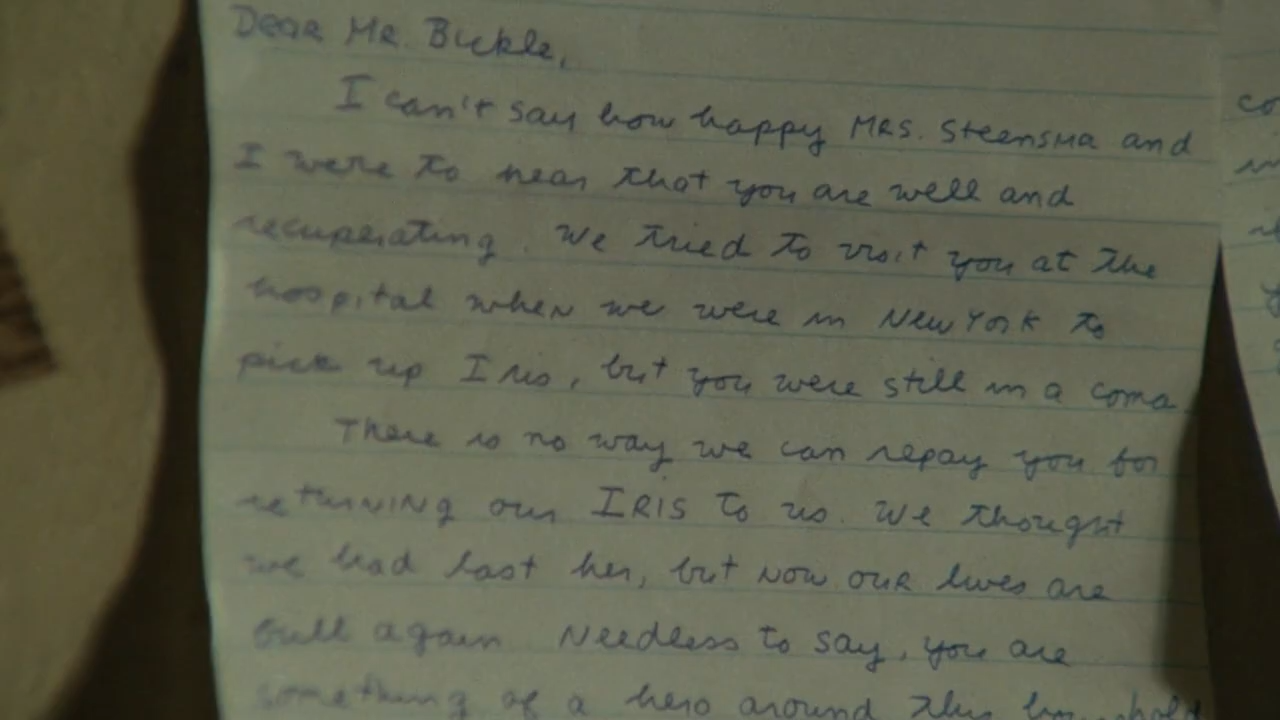 Dear Mr. Bickle,
I can't say how happy Mrs. Steensma and
I were to hear that you are well and
recuperating. We tried to visit you at the
hospital when we were in New York to
pick up Iris, but you were still in a coma
There is no way we can repay you for
returning our Iris to us. We thought
we had lost her, but now our lives are
full again Needless to say, you are
something of a hero around this household